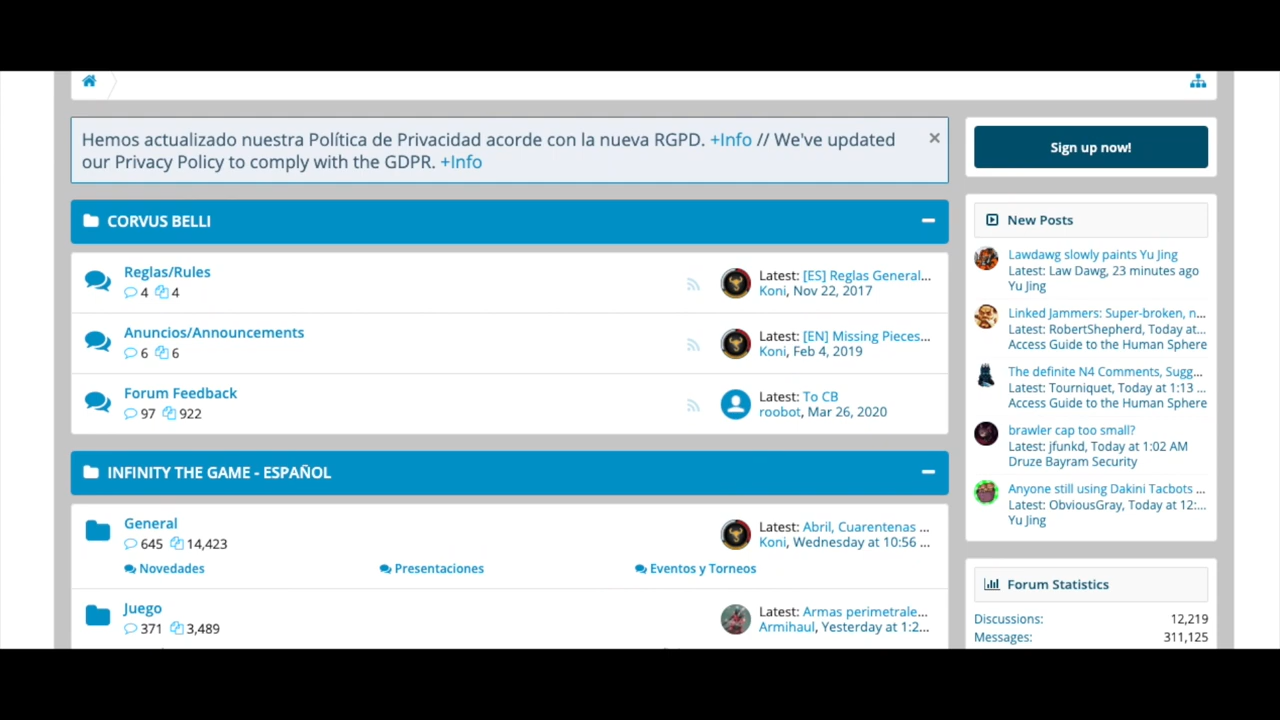 Hemos actualizado nuestra Política de Privacidad acorde con la nueva RGPD. +Info // We've updated
our Privacy Policy to comply with the GDPR. +Info
CORVUS BELLI
Reglas/Rules
4 4
Latest: [ES] Reglas General...
Koni, Nov 22, 2017
Anuncios/Announcements
6 6
Latest: [EN] Missing Pieces...
Koni, Feb 4, 2019
Forum Feedback
97 922
Latest: To CB
roobot, Mar 26, 2020
INFINITY THE GAME - ESPAÑOL
General
645 14,423
Latest: Abril, Cuarentenas ...
Koni, Wednesday at 10:56 ...
Novedades
Presentaciones
Eventos y Torneos
Juego
371 3,489
Latest: Armas perimetrale...
Armihaul, Yesterday at 1:2...
Sign up now!
New Posts
Lawdawg slowly paints Yu Jing
Latest: Law Dawg, 23 minutes ago
Yu Jing
Linked Jammers: Super-broken, n...
Latest: RobertShepherd, Today at...
Access Guide to the Human Sphere
The definite N4 Comments, Sugg...
Latest: Tourniquet, Today at 1:13 ...
Access Guide to the Human Sphere
brawler cap too small?
Latest: jfunkd, Today at 1:02 AM
Druze Bayram Security
Anyone still using Dakini Tacbots ...
Latest: ObviousGray, Today at 12:...
Yu Jing
Forum Statistics
Discussions: 12,219
Messages: 311,125